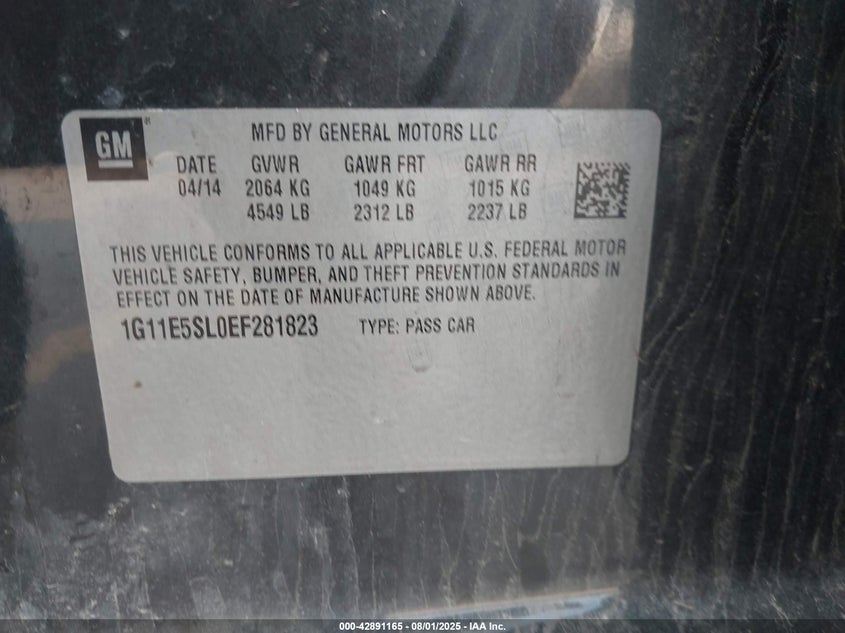 GM
MFD BY GENERAL MOTORS LLC
DATE GVWR GAWR FRT GAWR RR
04/14 2064 KG 1049 KG 1015 KG
4549 LB 2312 LB 2237 LB
THIS VEHICLE CONFORMS TO ALL APPLICABLE U.S. FEDERAL MOTOR
VEHICLE SAFETY, BUMPER, AND THEFT PREVENTION STANDARDS IN
EFFECT ON THE DATE OF MANUFACTURE SHOWN ABOVE.
1G11E5SL0EF281823 TYPE: PASS CAR
000-42891165 - 08/01/2025 - IAA Inc.